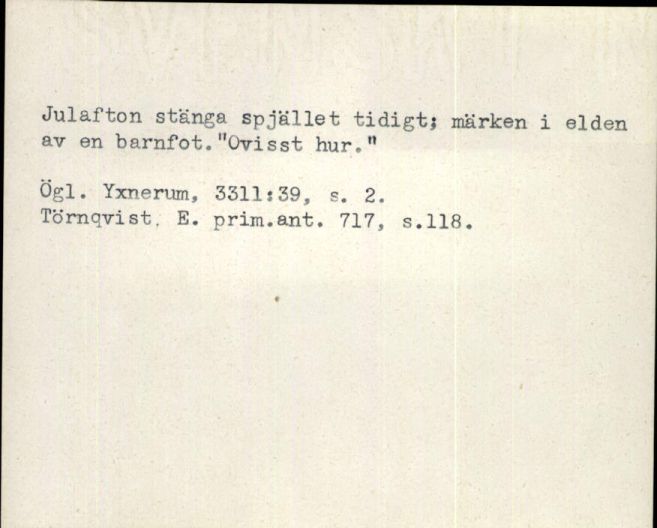 Julafton stänga spjället tidigt; märken i elden
av en barnfot."Ovisst hur."
Ögl. Yxnerum, 3311:39, s. 2.
Törnqvist. E. prim.ant. 717, s.118.